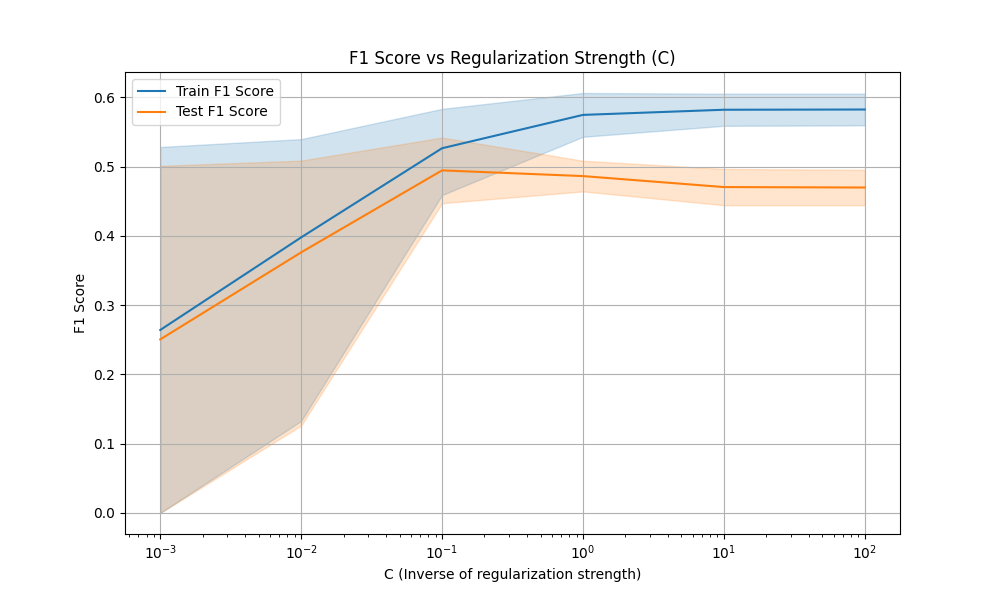 F1 Score vs Regularization Strength (C)
Train F1 Score
Test F1 Score
F1 Score
0.6
0.5
0.4
0.3
0.2
0.1
0.0
10⁻³ 10⁻² 10⁻¹ 10⁰ 10¹ 10²
C (Inverse of regularization strength)